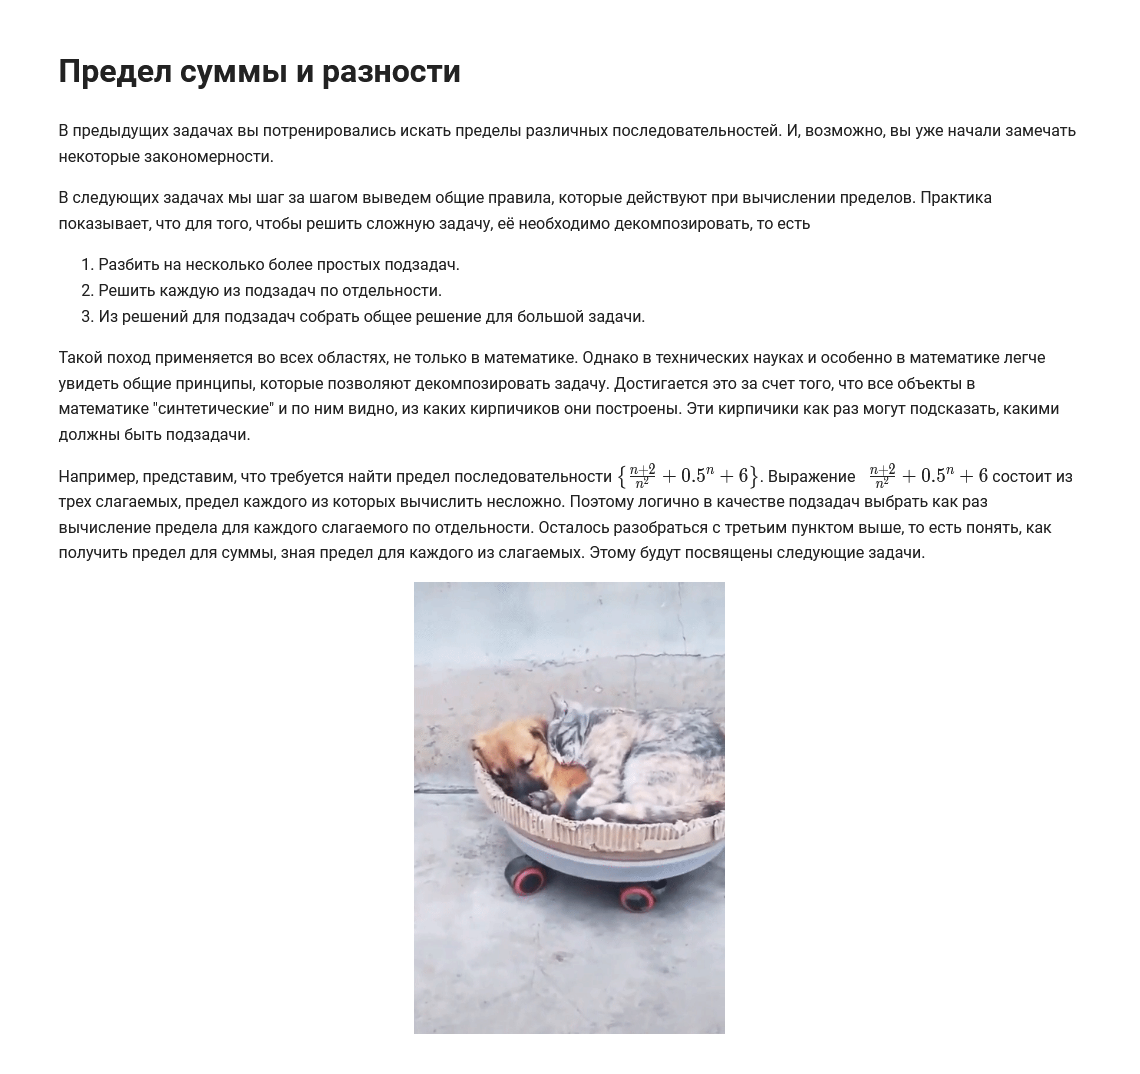 Предел суммы и разности
В предыдущих задачах вы потренировались искать пределы различных последовательностей. И, возможно, вы уже начали замечать
некоторые закономерности.
В следующих задачах мы шаг за шагом выведем общие правила, которые действуют при вычислении пределов. Практика
показывает, что для того, чтобы решить сложную задачу, её необходимо декомпозировать, то есть
1. Разбить на несколько более простых подзадач.
2. Решить каждую из подзадач по отдельности.
3. Из решений для подзадач собрать общее решение для большой задачи.
Такой поход применяется во всех областях, не только в математике. Однако в технических науках и особенно в математике легче
увидеть общие принципы, которые позволяют декомпозировать задачу. Достигается это за счет того, что все объекты в
математике "синтетические" и по ним видно, из каких кирпичиков они построены. Эти кирпичики как раз могут подсказать, какими
должны быть подзадачи.
Например, представим, что требуется найти предел последовательности $\{\frac{n+2}{n^2} + 0.5^n + 6\}$. Выражение $\frac{n+2}{n^2} + 0.5^n + 6$ состоит из
трех слагаемых, предел каждого из которых вычислить несложно. Поэтому логично в качестве подзадач выбрать как раз
вычисление предела для каждого слагаемого по отдельности. Осталось разобраться с третьим пунктом выше, то есть понять, как
получить предел для суммы, зная предел для каждого из слагаемых. Этому будут посвящены следующие задачи.